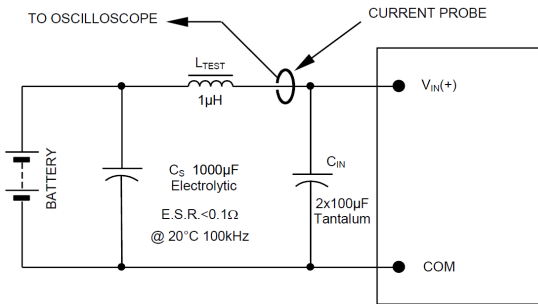 TO OSCILLOSCOPE
CURRENT PROBE
LTEST
1μH
VIN(+)
BATTERY
CS 1000μF
Electrolytic
E.S.R.<0.1Ω
@ 20°C 100kHz
CIN
2x100μF
Tantalum
COM